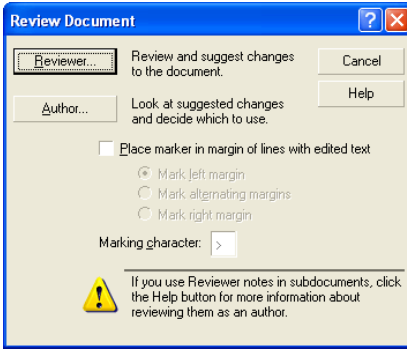 Review Document
Reviewer...
Review and suggest changes
to the document.
Cancel
Help
Author...
Look at suggested changes
and decide which to use.
Place marker in margin of lines with edited text
Mark left margin
Mark alternating margins
Mark right margin
Marking character:
>
If you use Reviewer notes in subdocuments, click
the Help button for more information about
reviewing them as an author.